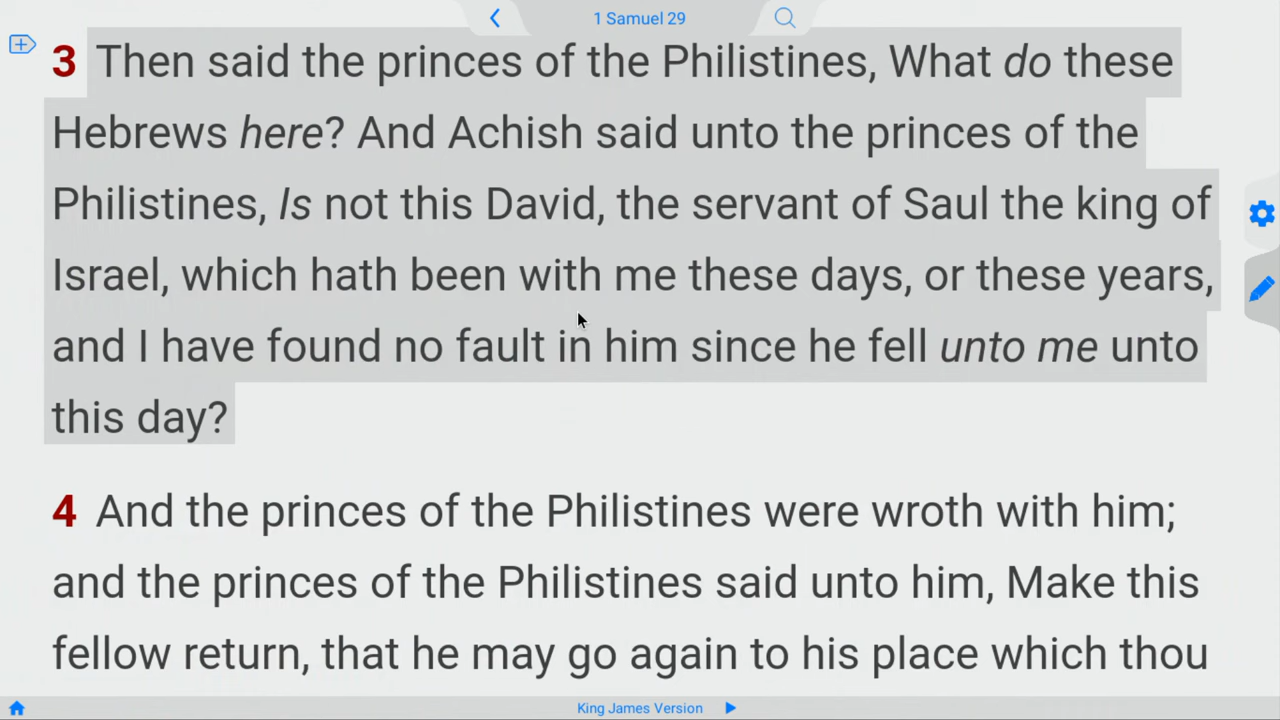 1 Samuel 29
3 Then said the princes of the Philistines, What do these
Hebrews here? And Achish said unto the princes of the
Philistines, Is not this David, the servant of Saul the king of
Israel, which hath been with me these days, or these years,
and I have found no fault in him since he fell unto me unto
this day?
4 And the princes of the Philistines were wroth with him;
and the princes of the Philistines said unto him, Make this
fellow return, that he may go again to his place which thou
King James Version